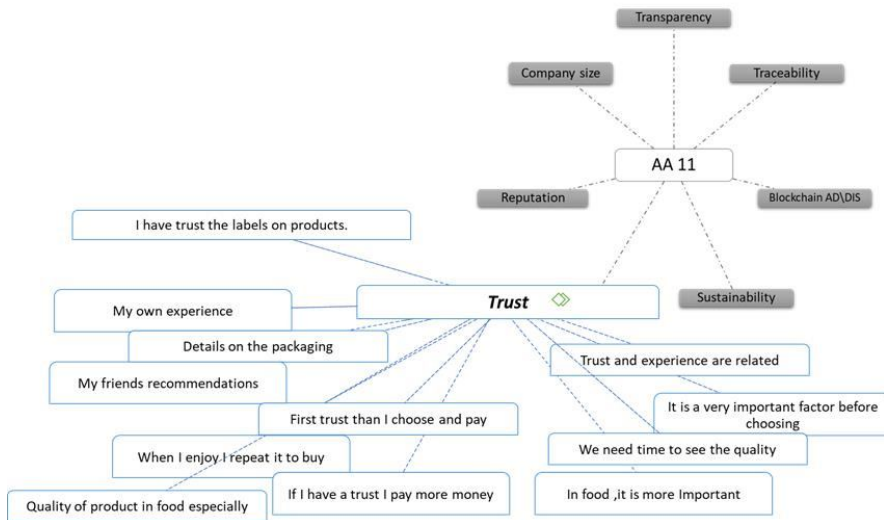 Transparency
Company size
Traceability
AA 11
Reputation
Blockchain AD\DIS
I have trust the labels on products.
Trust
Sustainability
My own experience
Details on the packaging
Trust and experience are related
My friends recommendations
It is a very important factor before
choosing
First trust than I choose and pay
We need time to see the quality
When I enjoy I repeat it to buy
If I have a trust I pay more money
In food ,it is more Important
Quality of product in food especially